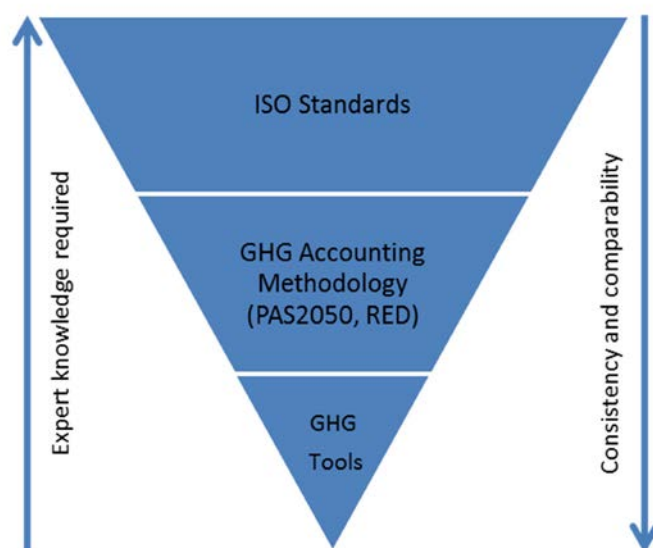 ISO Standards
GHG Accounting
Methodology
(PAS2050, RED)
GHG
Tools
Expert knowledge required
Consistency and comparability